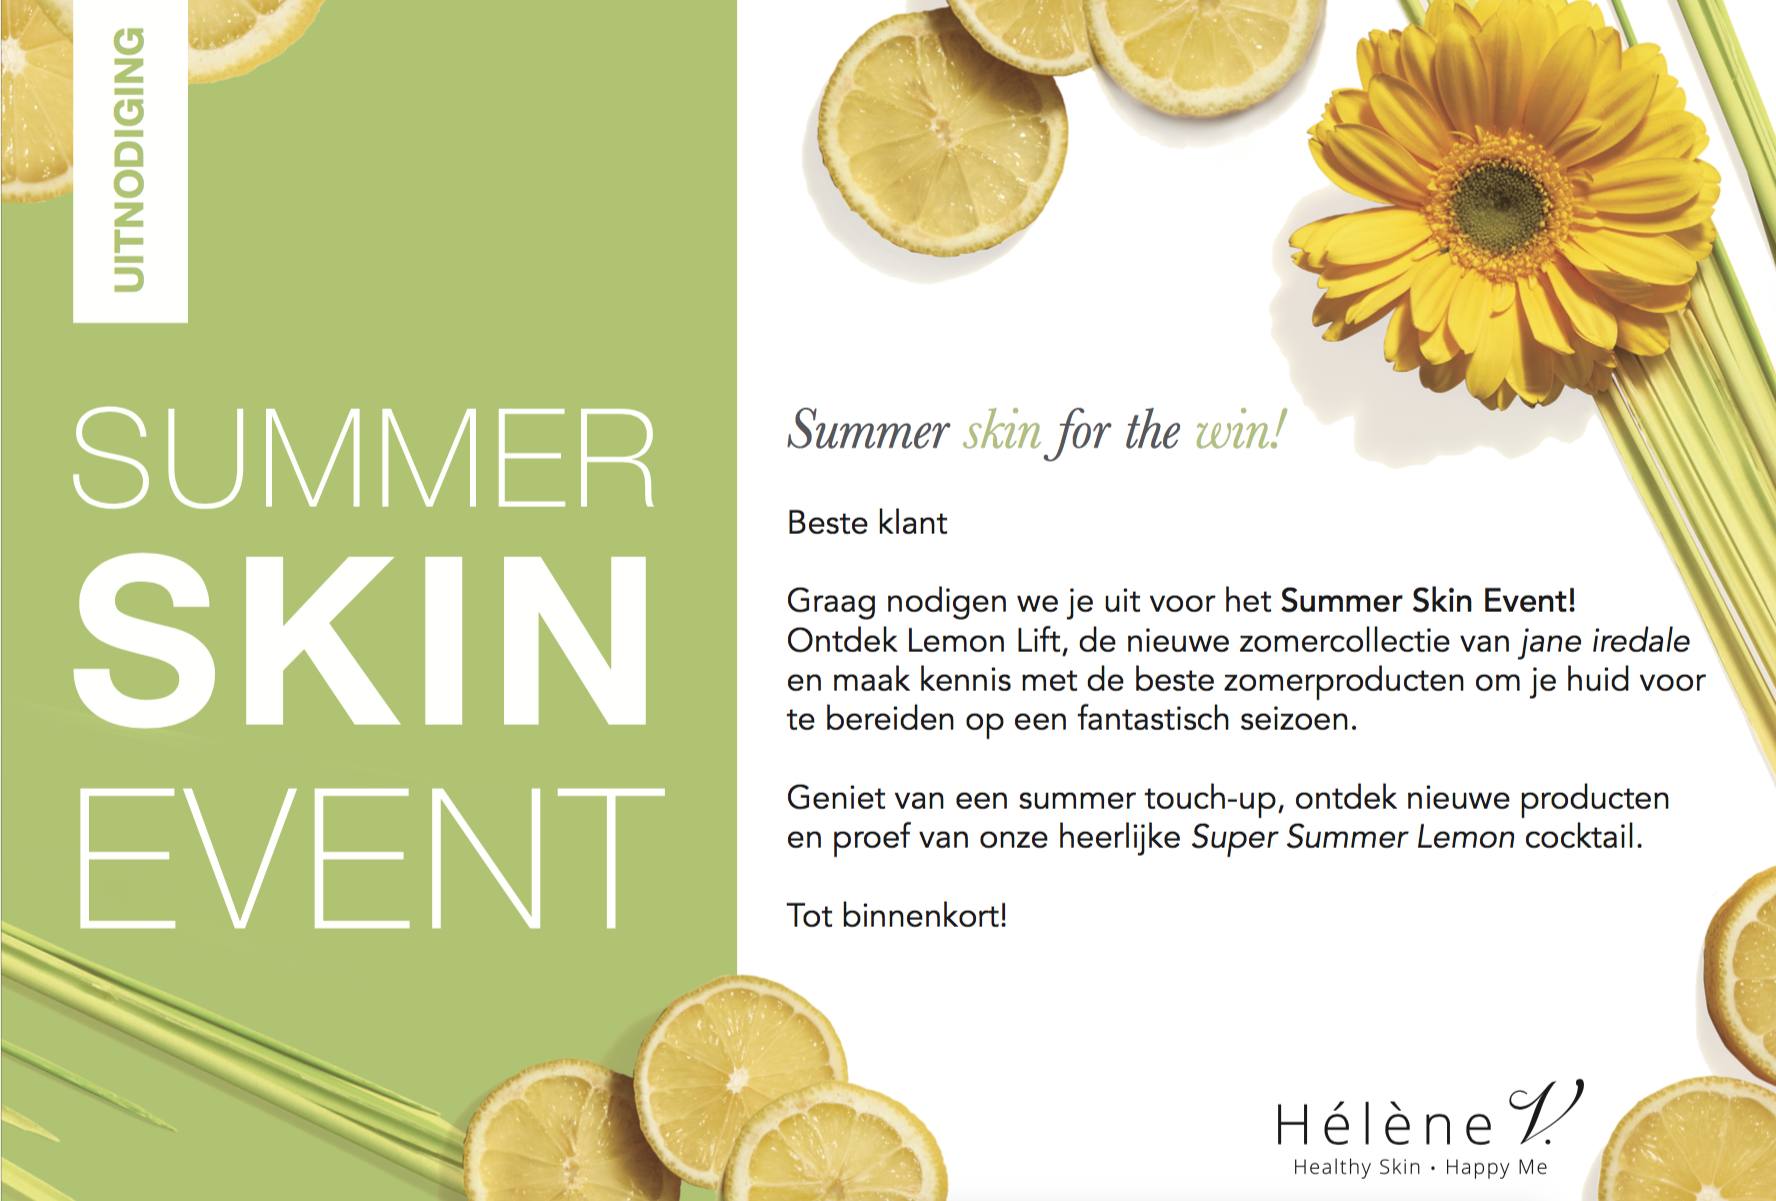 UITNODIGING
SUMMER
SKIN
EVENT
Summer skin for the win!
Beste klant
Graag nodigen we je uit voor het Summer Skin Event!
Ontdek Lemon Lift, de nieuwe zomercollectie van jane iredale
en maak kennis met de beste zomerproducten om je huid voor
te bereiden op een fantastisch seizoen.
Geniet van een summer touch-up, ontdek nieuwe producten
en proef van onze heerlijke Super Summer Lemon cocktail.
Tot binnenkort!
Hélène V.
Healthy Skin • Happy Me